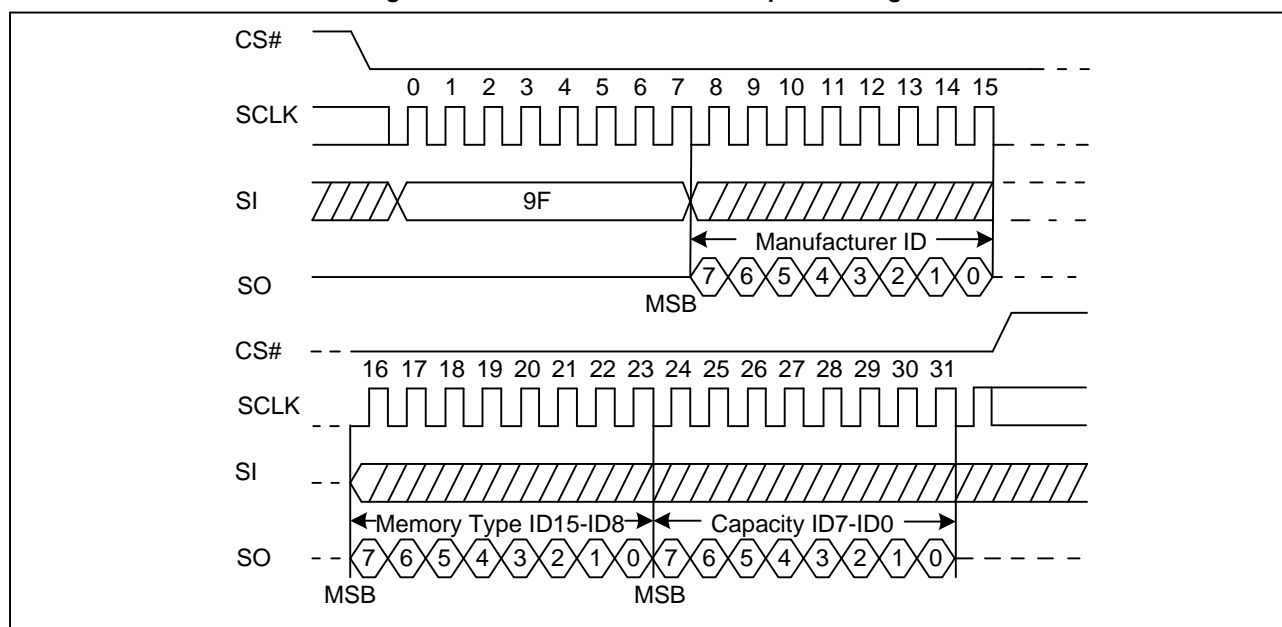 CS#
0 1 2 3 4 5 6 7 8 9 10 11 12 13 14 15
SCLK
SI
9F
Manufacturer ID
SO
7 6 5 4 3 2 1 0
MSB
CS#
16 17 18 19 20 21 22 23 24 25 26 27 28 29 30 31
SCLK
SI
Memory Type ID15-ID8 Capacity ID7-ID0
SO
7 6 5 4 3 2 1 0 7 6 5 4 3 2 1 0
MSB MSB